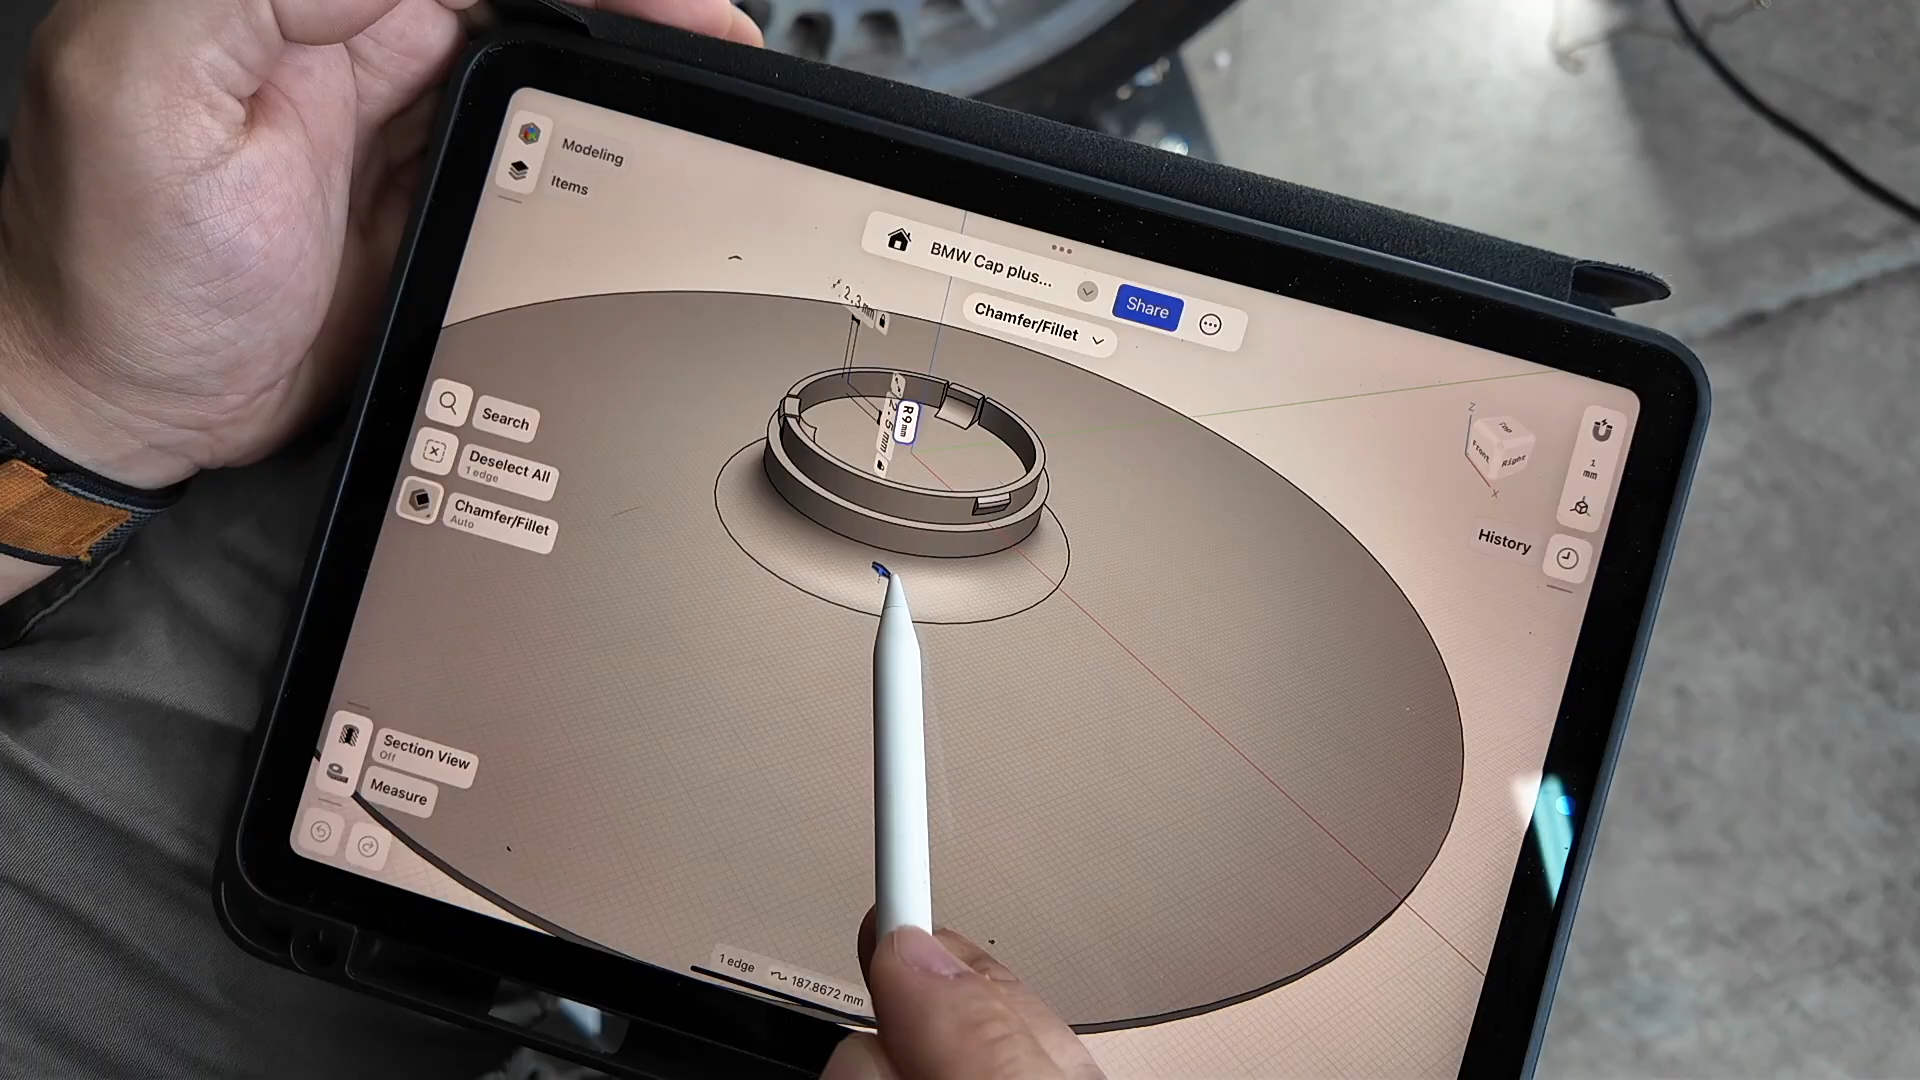 Modeling
Items
BMW Cap plus...
Share
Chamfer/Fillet
2.3 mm
2.5 mm
R9 mm
Search
Deselect All
1 edge
Chamfer/Fillet
Auto
Z
Top
Front
Right
X
1
mm
History
Section View
Off
Measure
1 edge
187.8672 mm